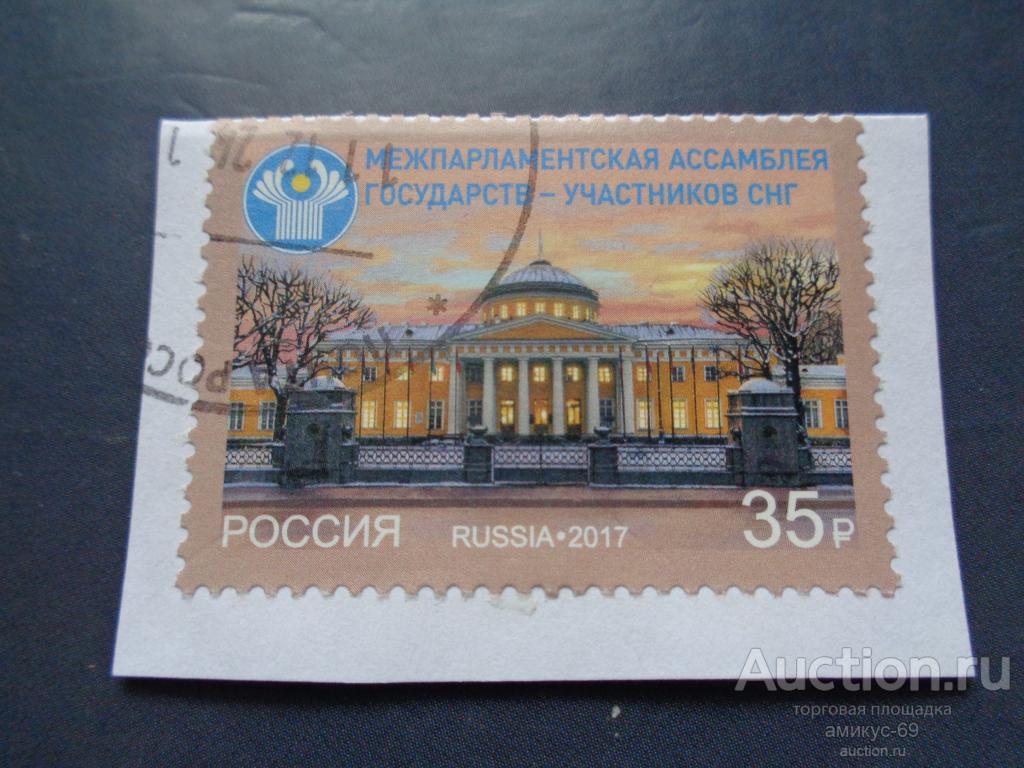 МЕЖПАРЛАМЕНТСКАЯ АССАМБЛЕЯ
ГОСУДАРСТВ – УЧАСТНИКОВ СНГ
РОССИЯ RUSSIA•2017 35₽
Auction.ru
торговая площадка
амикус-69
auction.ru